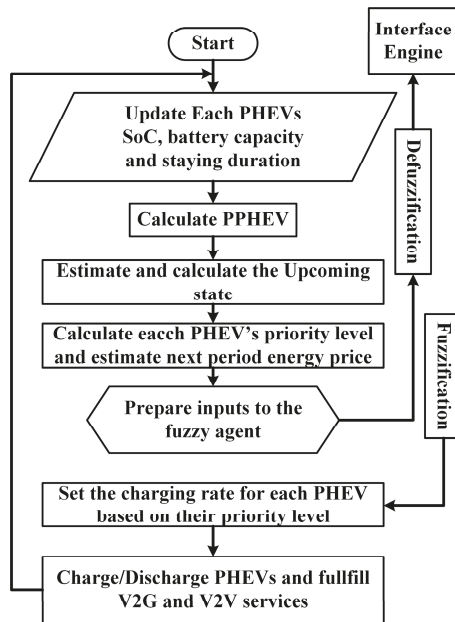 Start
Interface
Engine
Update Each PHEVs
SoC, battery capacity
and staying duration
Defuzzification
Calculate PPHEV
Estimate and calculate the Upcoming
state
Calculate eacch PHEV's priority level
and estimate next period energy price
Fuzzification
Prepare inputs to the
fuzzy agent
Set the charging rate for each PHEV
based on their priority level
Charge/Discharge PHEVs and fullfill
V2G and V2V services